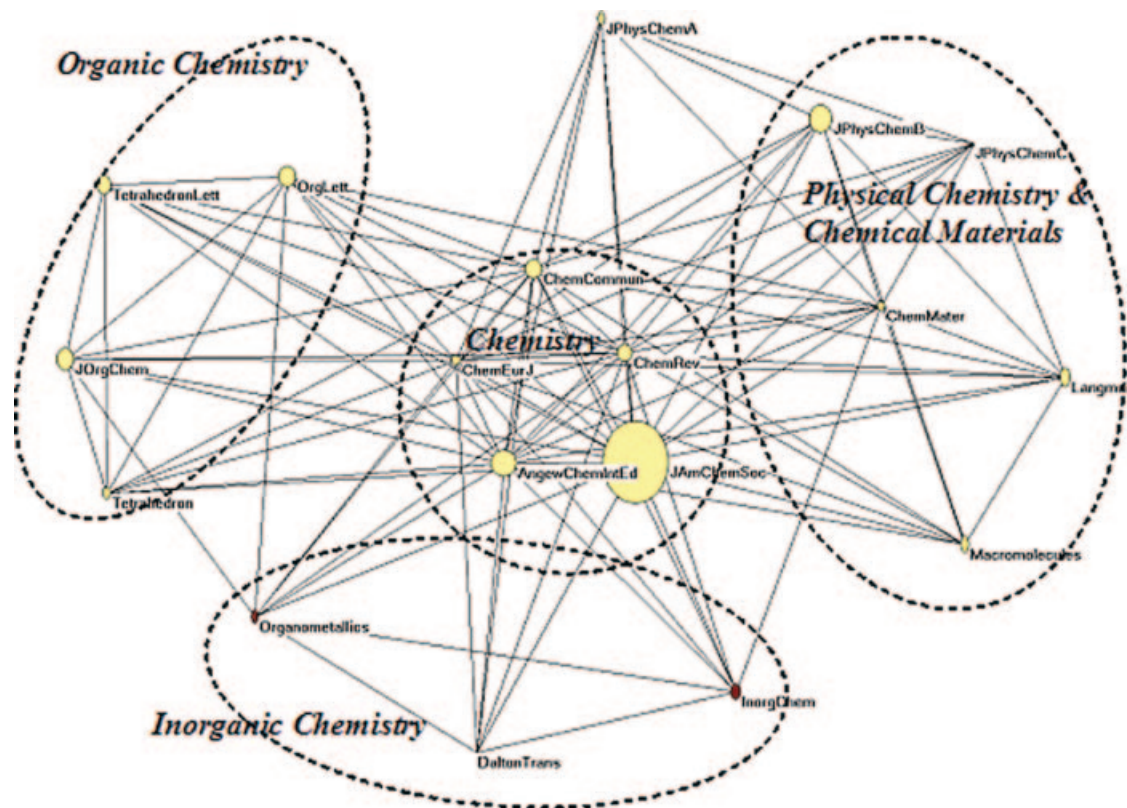 JPhysChemA
Organic Chemistry
JPhysChemB
JPhysChemC
TetrahedronLett
OrgLett
Physical Chemistry &
Chemical Materials
ChemCommun
ChemMater
Chemistry
ChemRev
ChemEurJ
JOrgChem
Langmu
AngewChemIntEd
JAmChemSoc
Tetrahedron
Macromolecules
Organometallics
InorgChem
Inorganic Chemistry
DaltonTrans